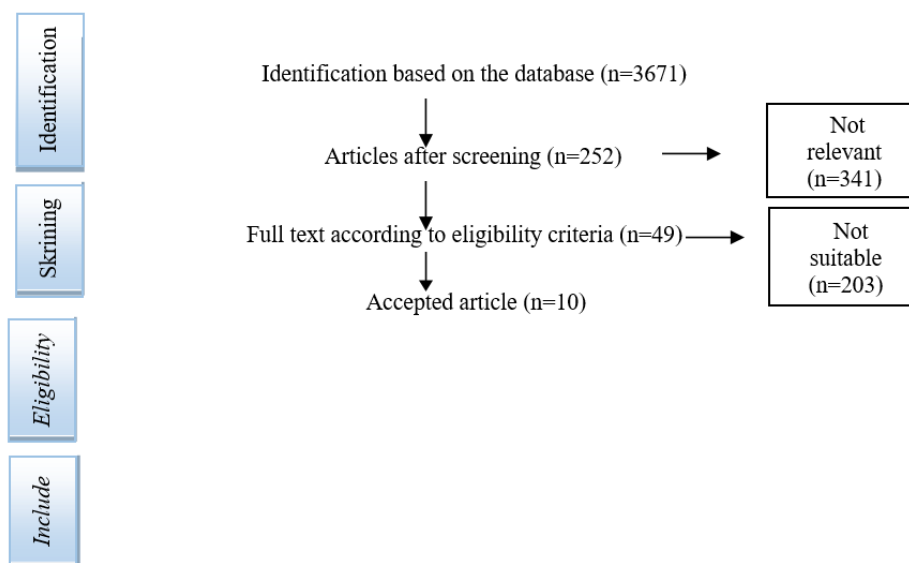 Identification
Identification based on the database (n=3671)
Articles after screening (n=252)
Not
relevant
(n=341)
Skrining
Full text according to eligibility criteria (n=49)
Not
suitable
(n=203)
Accepted article (n=10)
Eligibility
Include